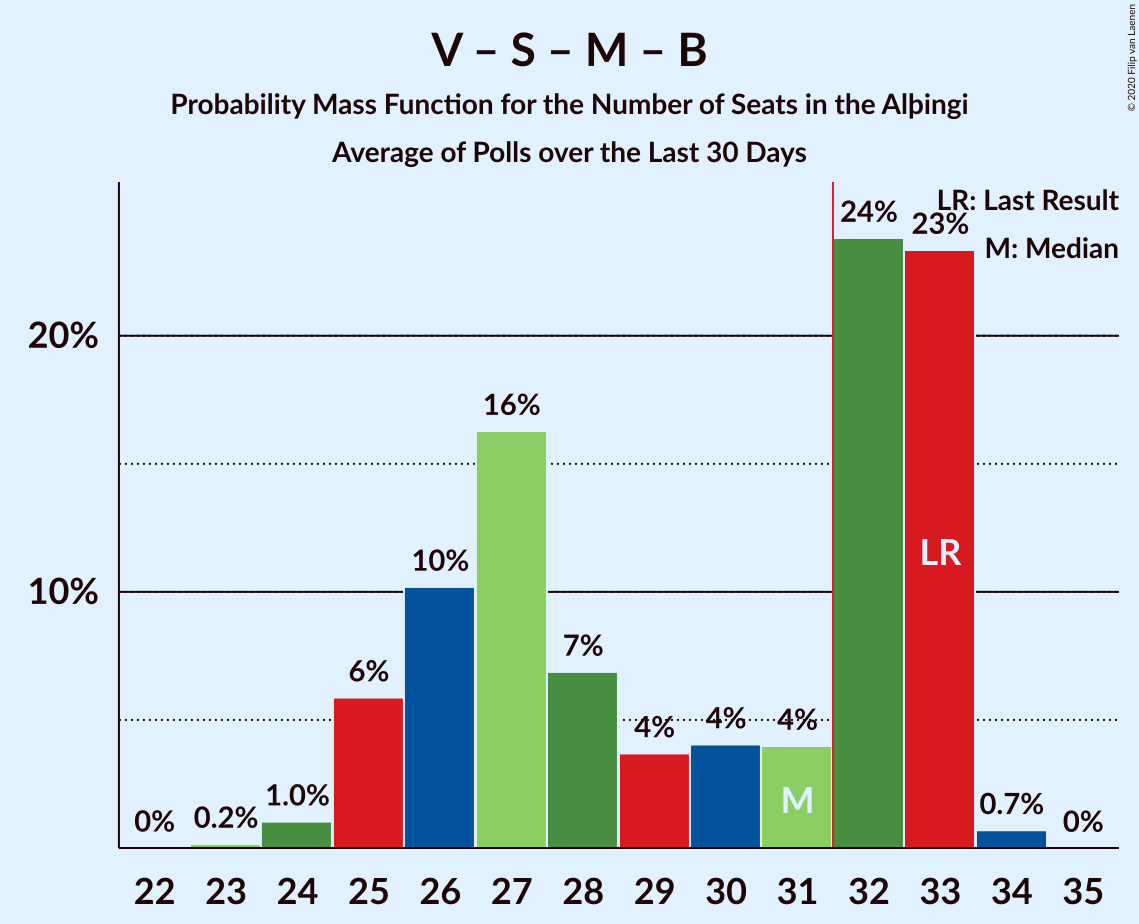 V – S – M – B
Probability Mass Function for the Number of Seats in the Alþingi
Average of Polls over the Last 30 Days
© 2020 Filip van Laenen
LR: Last Result
M: Median
20%
10%
0%
0.2%
1.0%
6%
10%
16%
7%
4%
4%
4%
24%
23%
0.7%
0%
LR
M
22 23 24 25 26 27 28 29 30 31 32 33 34 35